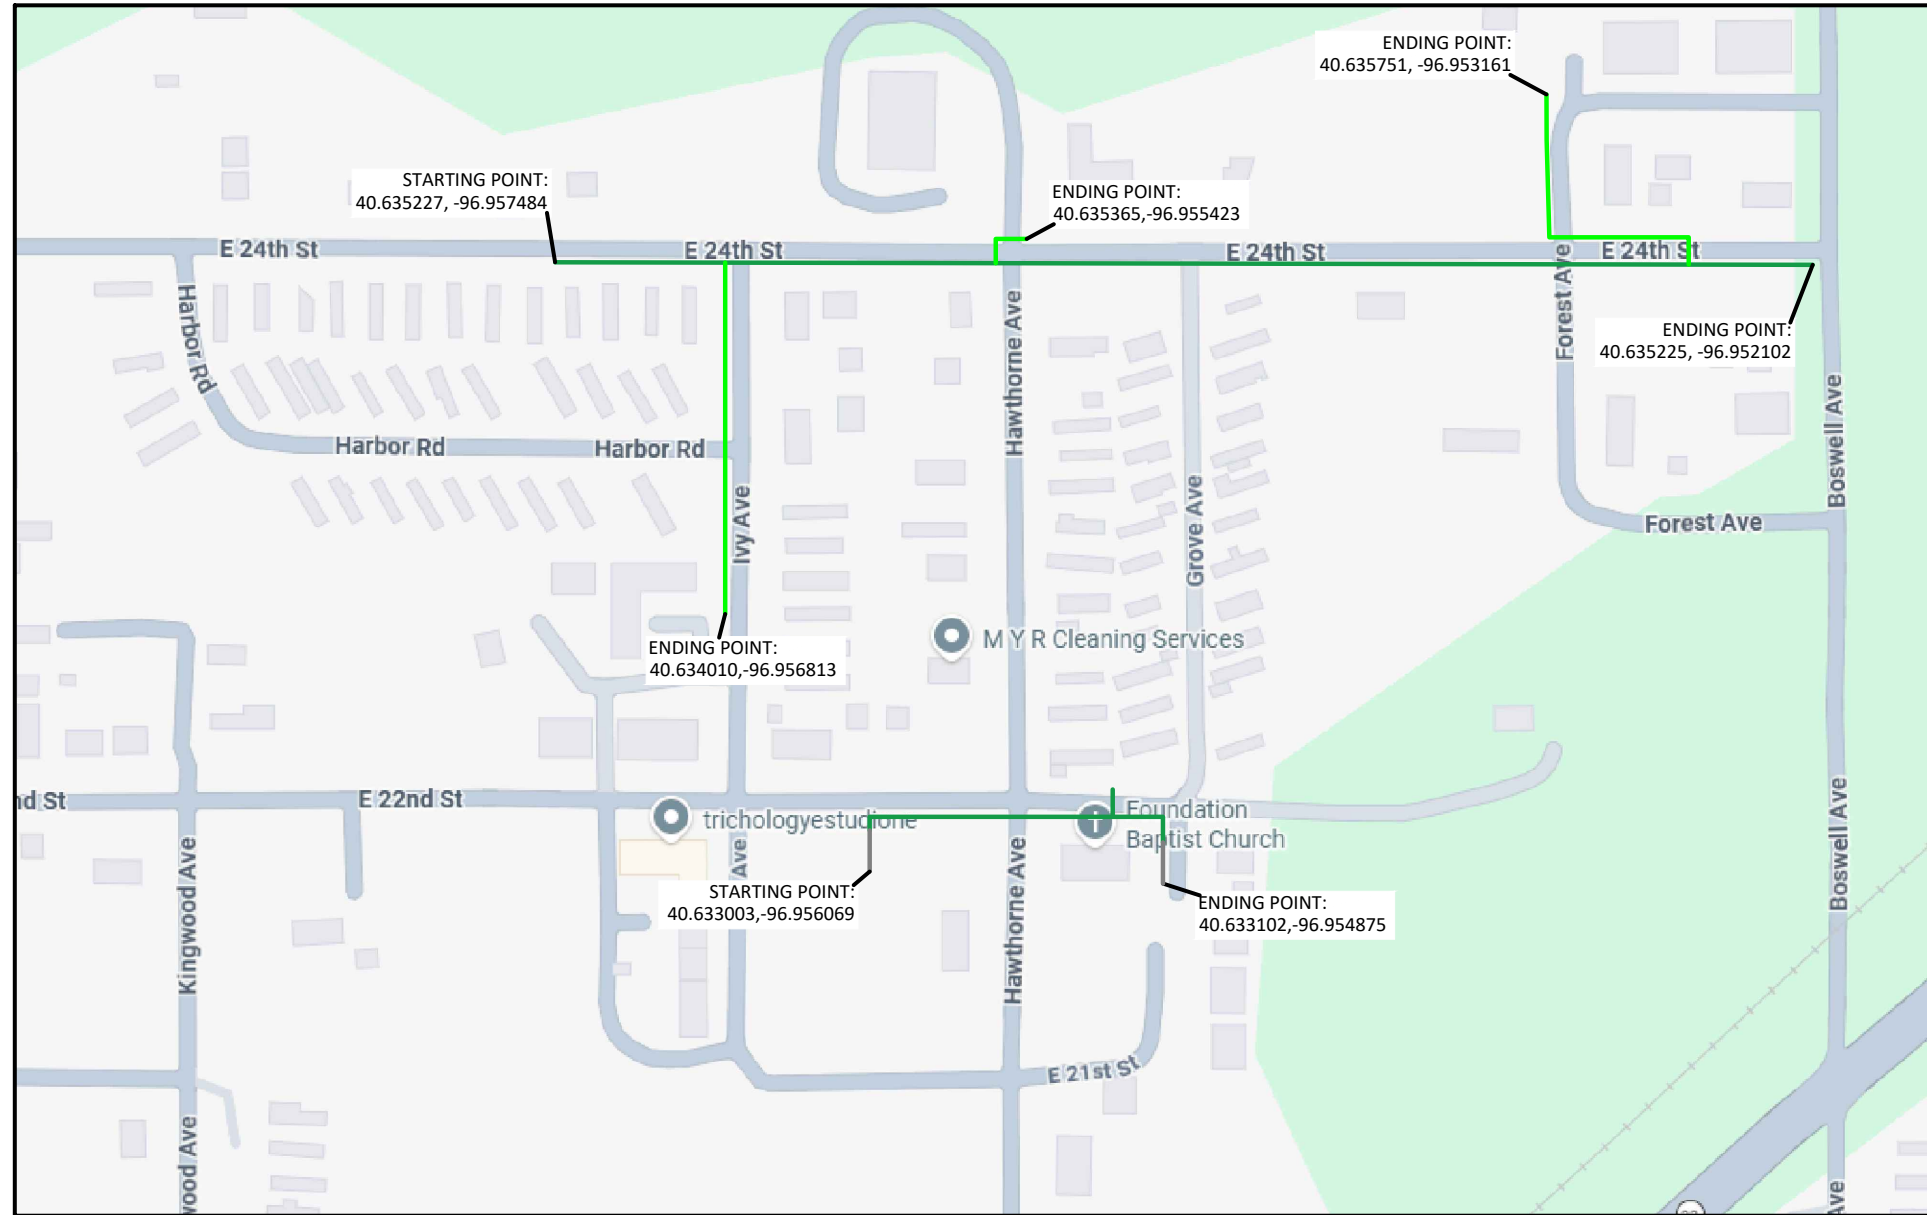 ENDING POINT:
40.635751, -96.953161
STARTING POINT:
40.635227, -96.957484
ENDING POINT:
40.635365,-96.955423
E 24th St
E 24th St
E 24th St
E 24th St
ENDING POINT:
40.635225, -96.952102
Harbor Rd
Harbor Rd
Harbor Rd
Ivy Ave
Hawthorne Ave
Grove Ave
Forest Ave
Forest Ave
Boswell Ave
ENDING POINT:
40.634010,-96.956813
M Y R Cleaning Services
nd St
E 22nd St
trichologyestudione
Foundation
Baptist Church
STARTING POINT:
40.633003,-96.956069
ENDING POINT:
40.633102,-96.954875
Kingwood Ave
Ave
Hawthorne Ave
Boswell Ave
E 21st St
wood Ave
Ave